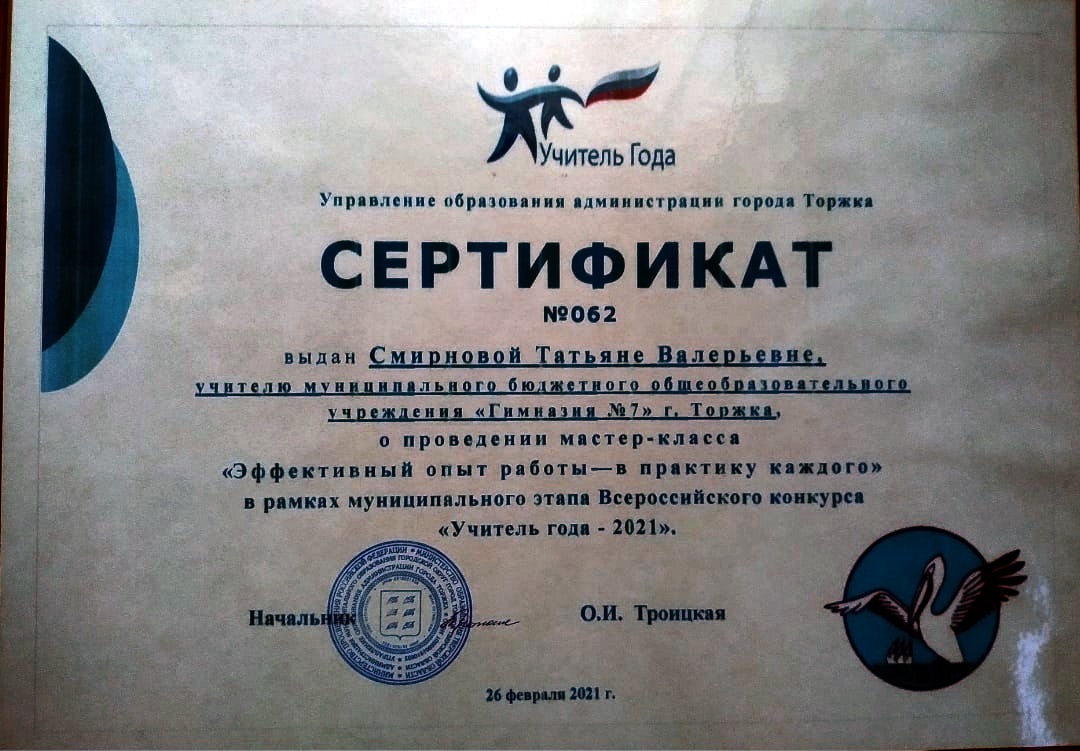 Учитель Года
Управление образования администрации города Торжка
СЕРТИФИКАТ
№062
выдан Смирновой Татьяне Валерьевне,
учителю муниципального бюджетного общеобразовательного
учреждения «Гимназия №7» г. Торжка,
о проведении мастер-класса
«Эффективный опыт работы—в практику каждого»
в рамках муниципального этапа Всероссийского конкурса
«Учитель года - 2021».
Начальник О.И. Троицкая
26 февраля 2021 г.